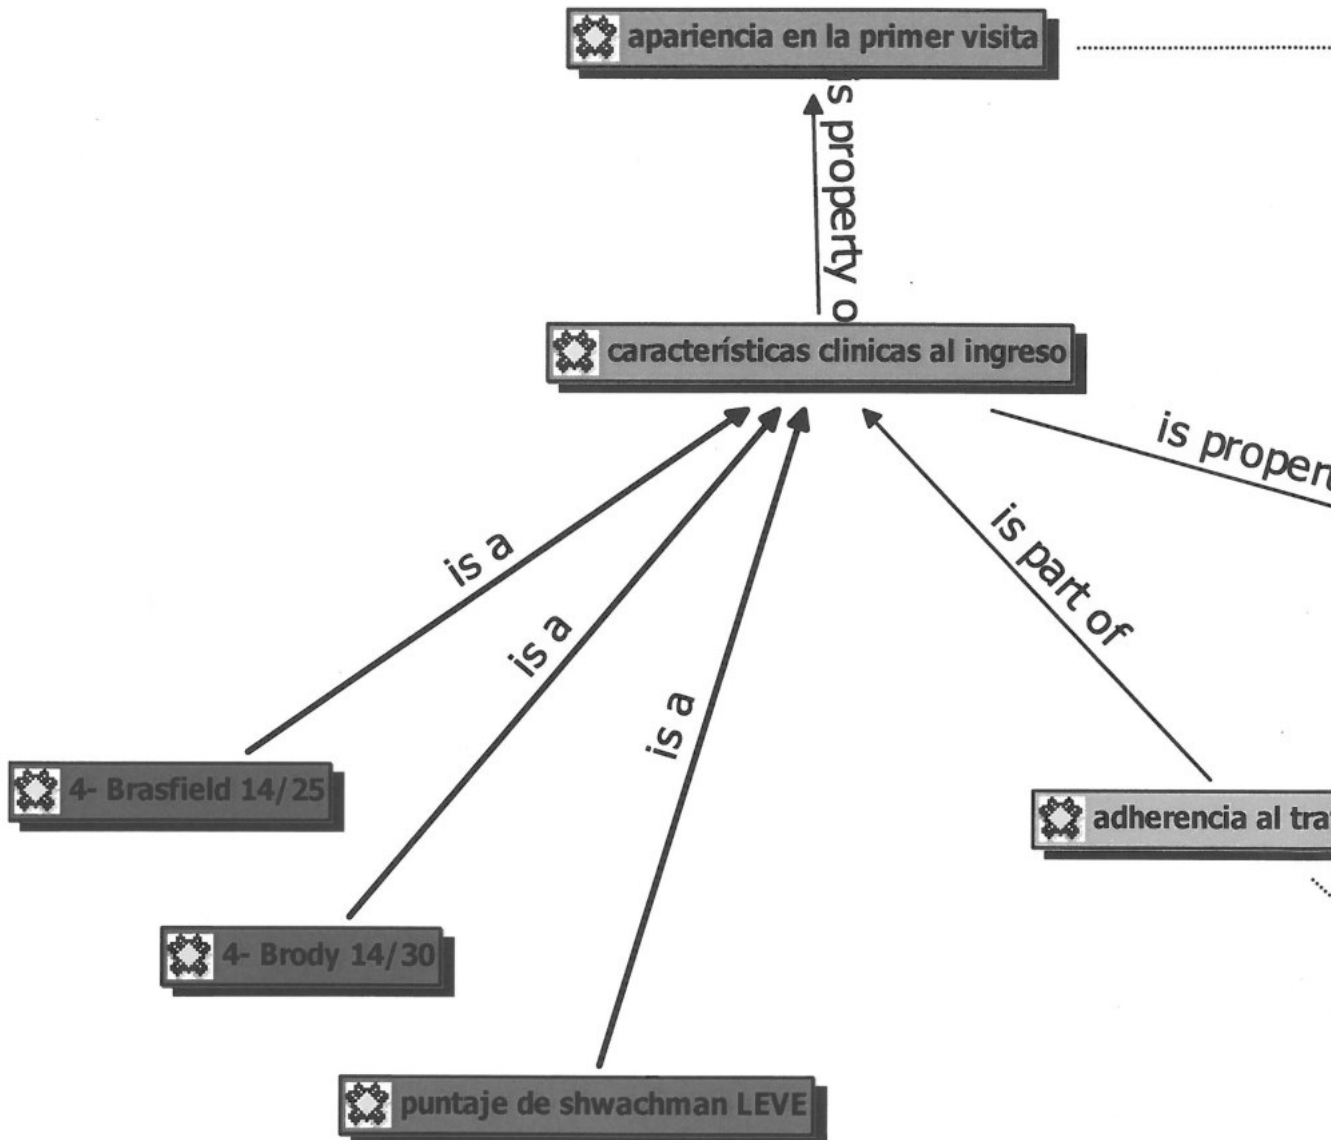 apariencia en la primer visita
is property o
características clinicas al ingreso
is propert
is part of
is a
is a
is a
4- Brasfield 14/25
adherencia al tra
4- Brody 14/30
puntaje de shwachman LEVE